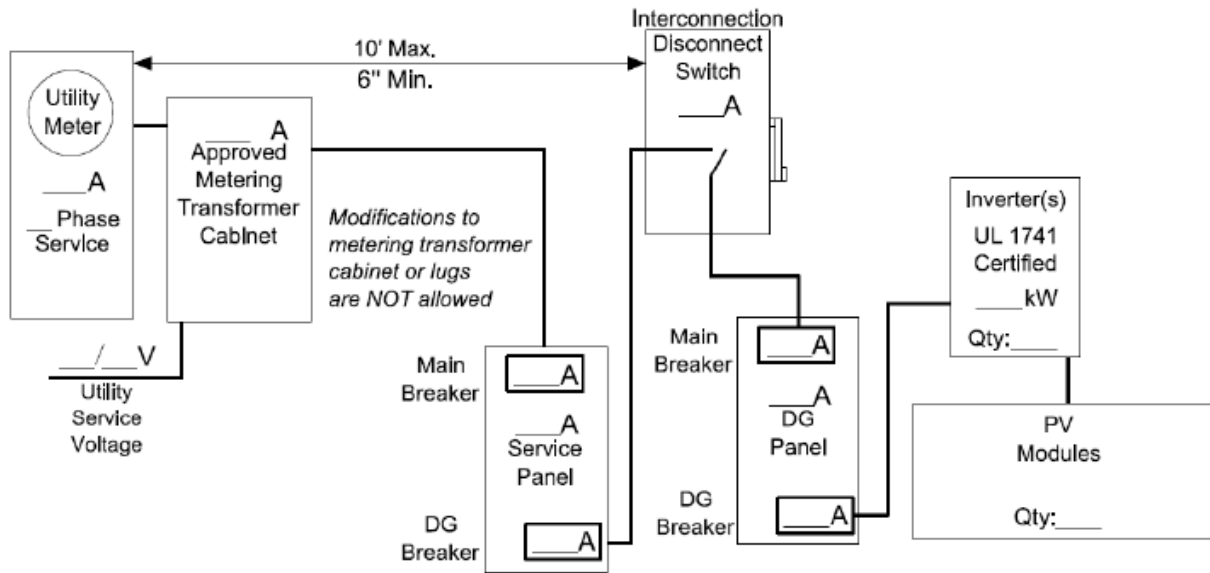 Interconnection
Disconnect
Switch
____A
10' Max.
6" Min.
Utility
Meter
____A
__ Phase
Service
____ A
Approved
Metering
Transformer
Cabinet
Modifications to
metering transformer
cabinet or lugs
are NOT allowed
___/___V
Utility
Service
Voltage
Main
Breaker
____A
____A
Service
Panel
DG
Breaker
____A
Main
Breaker
____A
____A
DG
Panel
DG
Breaker
____A
Inverter(s)
UL 1741
Certified
____kW
Qty:____
PV
Modules
Qty:____